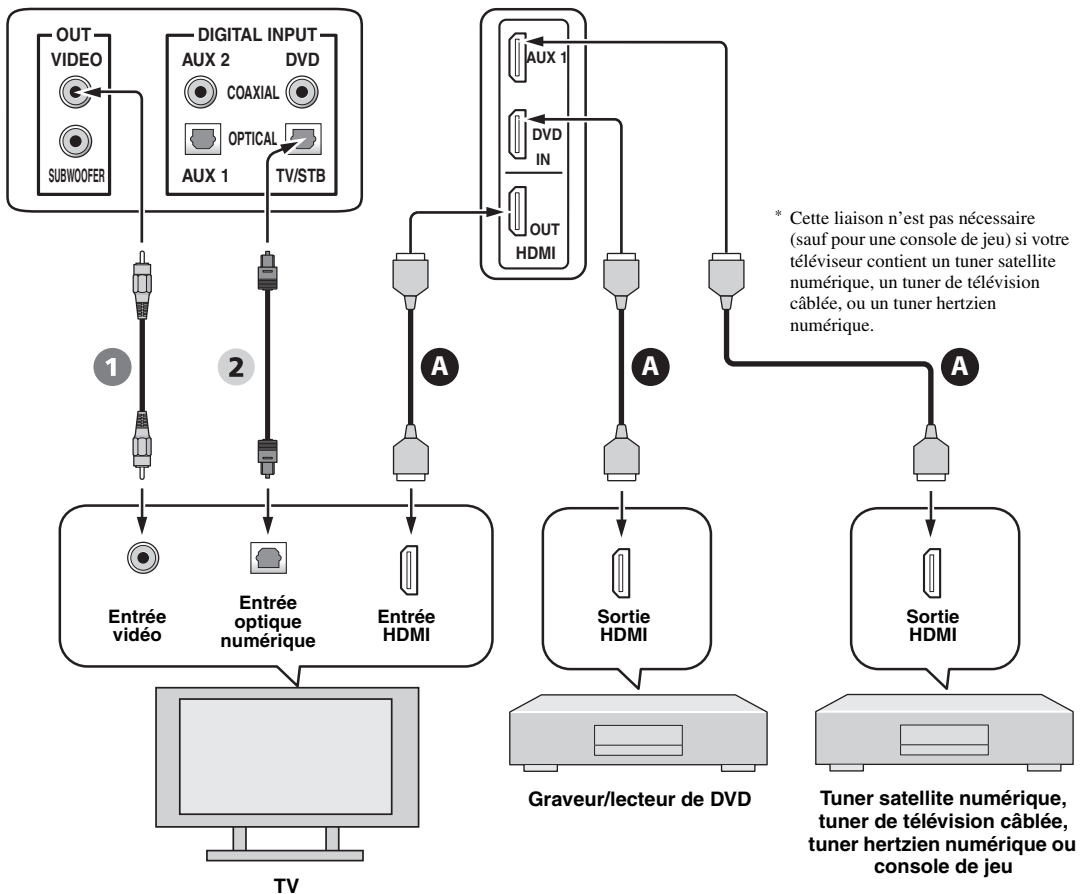 OUT
VIDEO
SUBWOOFER
DIGITAL INPUT
AUX 2 DVD
COAXIAL
OPTICAL
AUX 1 TV/STB
AUX 1
DVD
IN
OUT
HDMI
* Cette liaison n'est pas nécessaire
(sauf pour une console de jeu) si votre
téléviseur contient un tuner satellite
numérique, un tuner de télévision
câblée, ou un tuner hertzien
numérique.
1
2
A
A
A
Entrée
vidéo
Entrée
optique
numérique
Entrée
HDMI
Sortie
HDMI
Sortie
HDMI
TV
Graveur/lecteur de DVD
Tuner satellite numérique,
tuner de télévision câblée,
tuner hertzien numérique ou
console de jeu